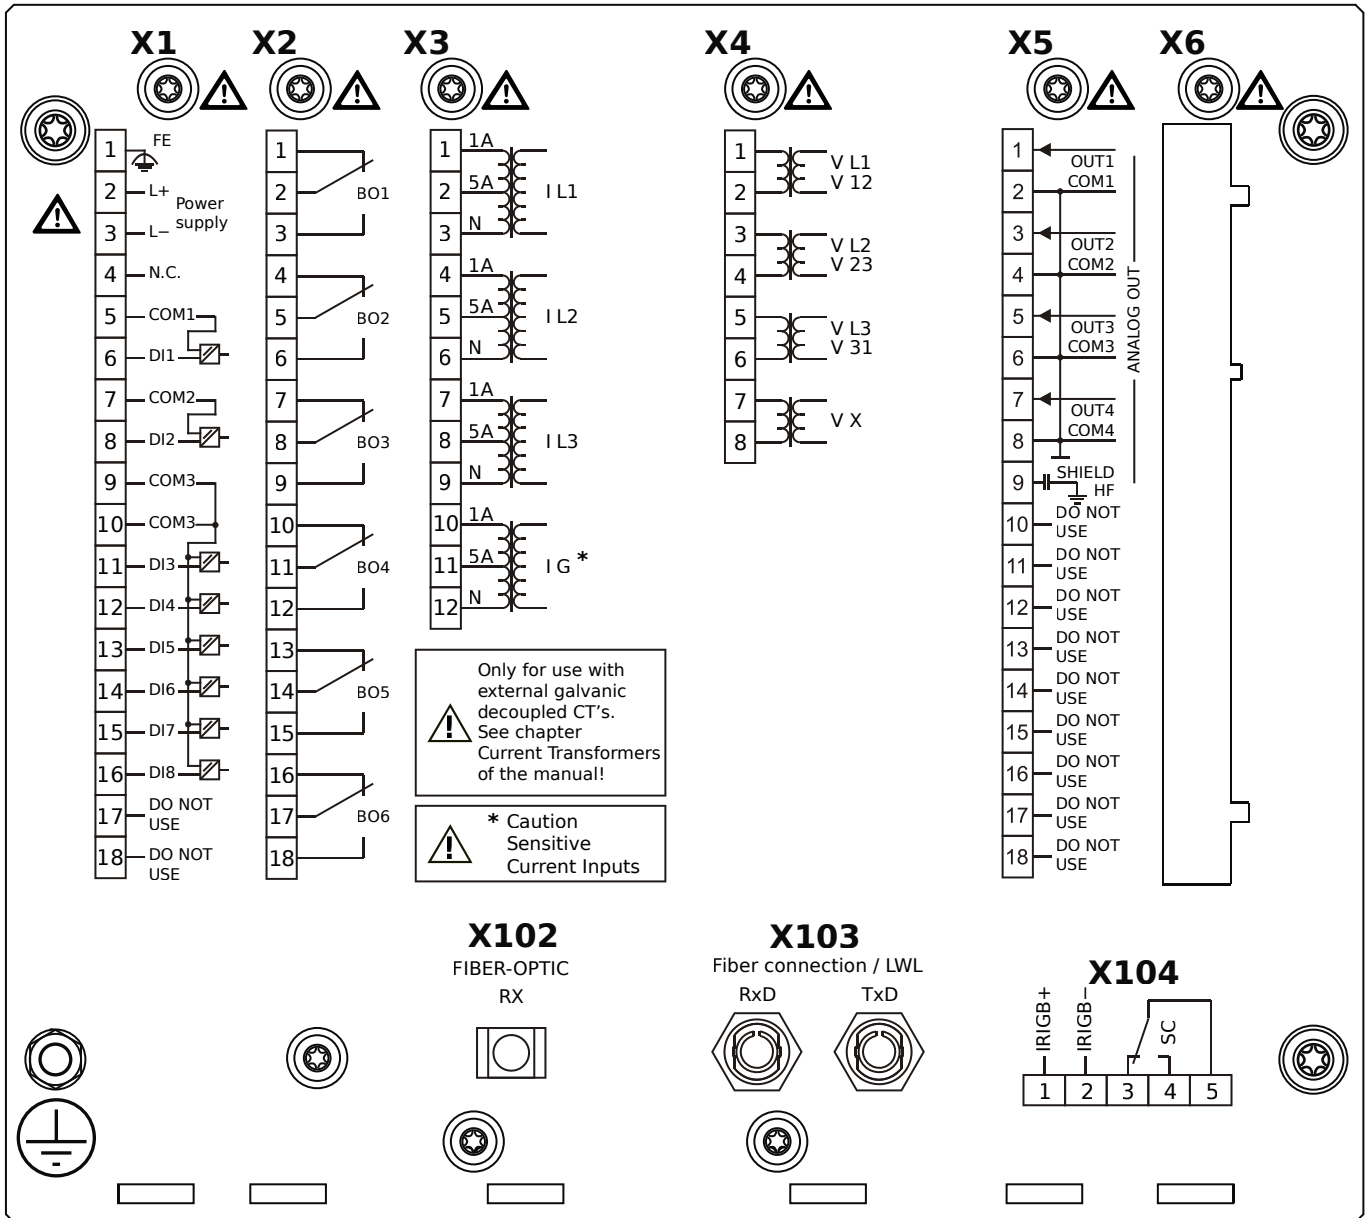 X1
X2
X3
X4
X5
X6
1
FE
2
L+
Power
supply
3
L−
4
N.C.
5
COM1
6
DI1
7
COM2
8
DI2
9
COM3
10
COM3
11
DI3
12
DI4
13
DI5
14
DI6
15
DI7
16
DI8
17
DO NOT
USE
18
DO NOT
USE
1
2
BO1
3
4
5
BO2
6
7
8
BO3
9
10
11
BO4
12
13
14
BO5
15
16
17
BO6
18
1
1A
2
5A
I L1
3
N
4
1A
5
5A
I L2
6
N
7
1A
8
5A
I L3
9
N
10
1A
11
5A
I G *
12
N
Only for use with
external galvanic
decoupled CT's.
See chapter
Current Transformers
of the manual!
* Caution
Sensitive
Current Inputs
1
V L1
2
V 12
3
V L2
4
V 23
5
V L3
6
V 31
7
V X
8
1
OUT1
2
COM1
3
OUT2
4
COM2
5
OUT3
6
COM3
7
OUT4
8
COM4
ANALOG OUT
9
SHIELD
HF
10
DO NOT
USE
11
DO NOT
USE
12
DO NOT
USE
13
DO NOT
USE
14
DO NOT
USE
15
DO NOT
USE
16
DO NOT
USE
17
DO NOT
USE
18
DO NOT
USE
X102
FIBER-OPTIC
RX
X103
Fiber connection / LWL
RxD
TxD
X104
IRIGB+
IRIGB−
SC
1
2
3
4
5